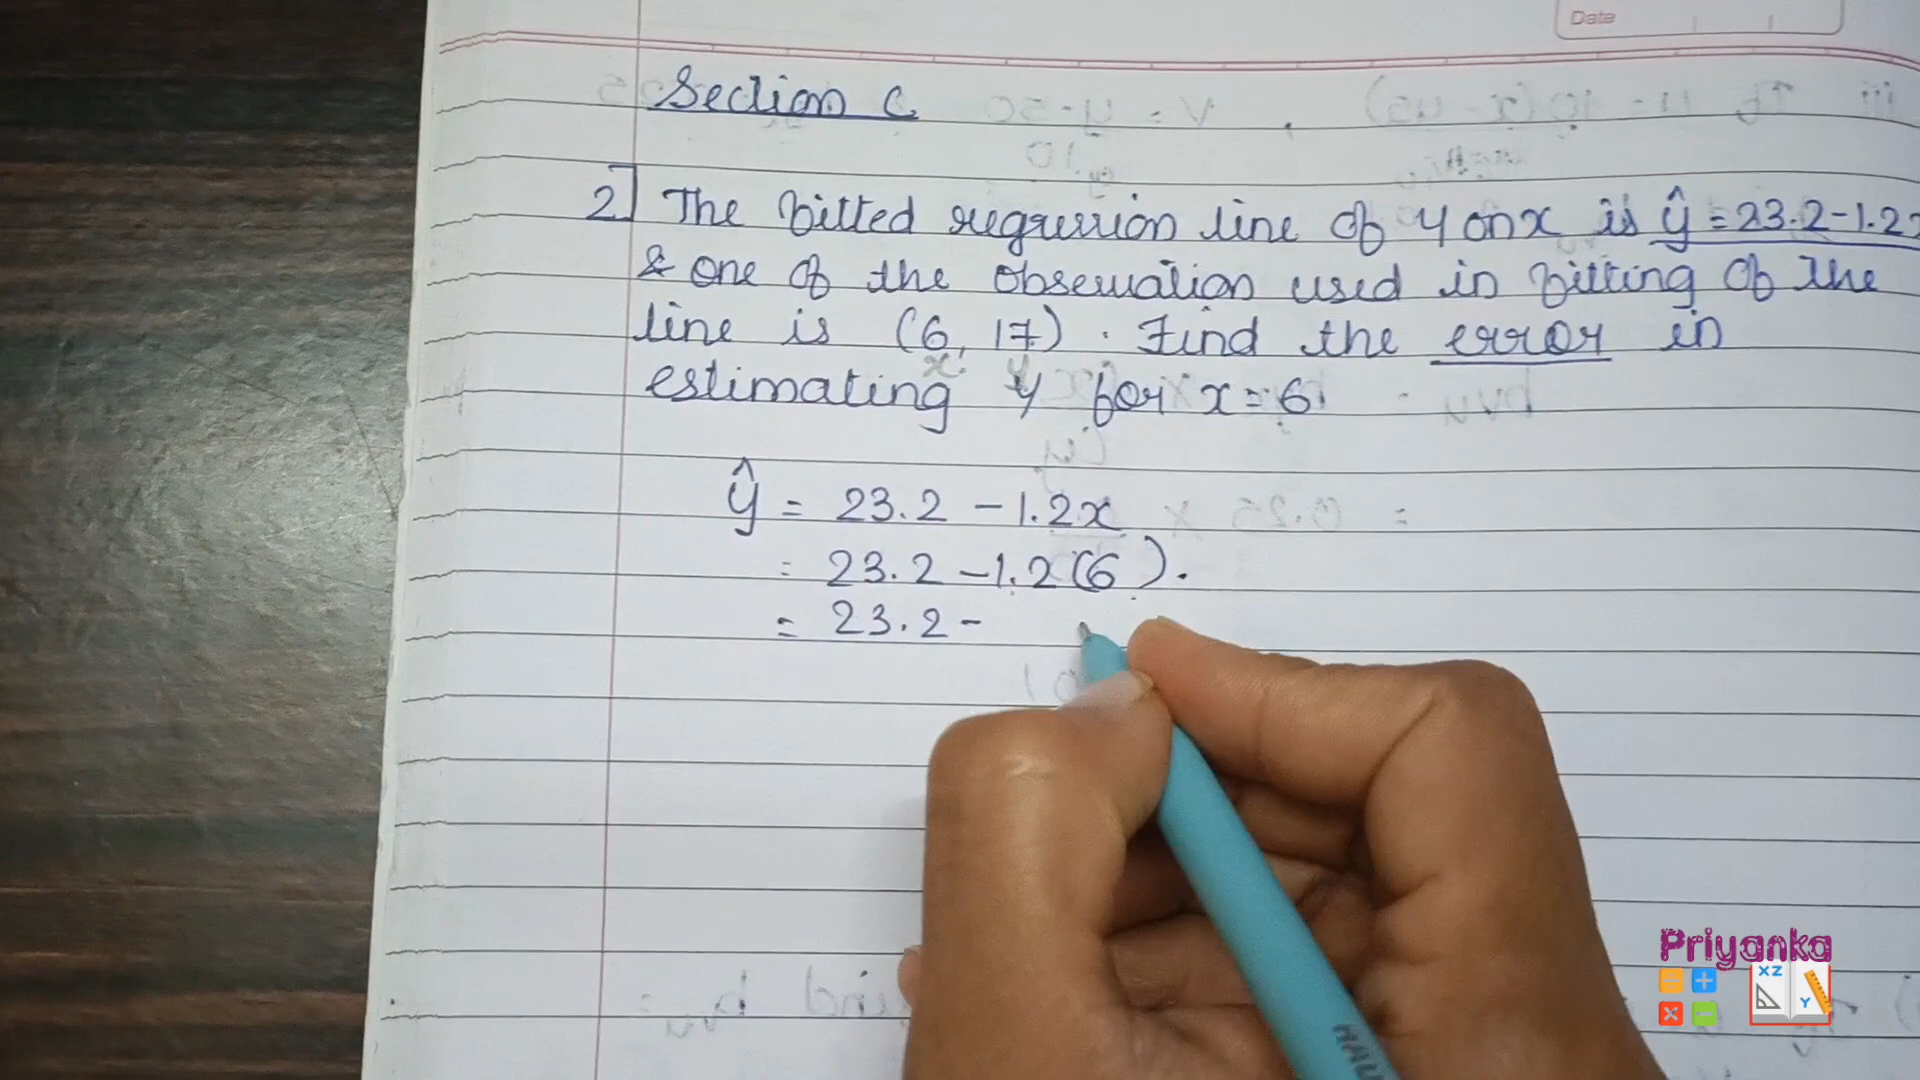 Date
Section C
2] The fitted regression line of y on x is ŷ = 23.2 - 1.2x
& one of the observation used in fitting of the
line is (6, 17). Find the error in
x y
estimating y for x = 6
ŷ = 23.2 - 1.2x
= 23.2 - 1.2(6).
= 23.2 -
Priyanka
XZ
Y